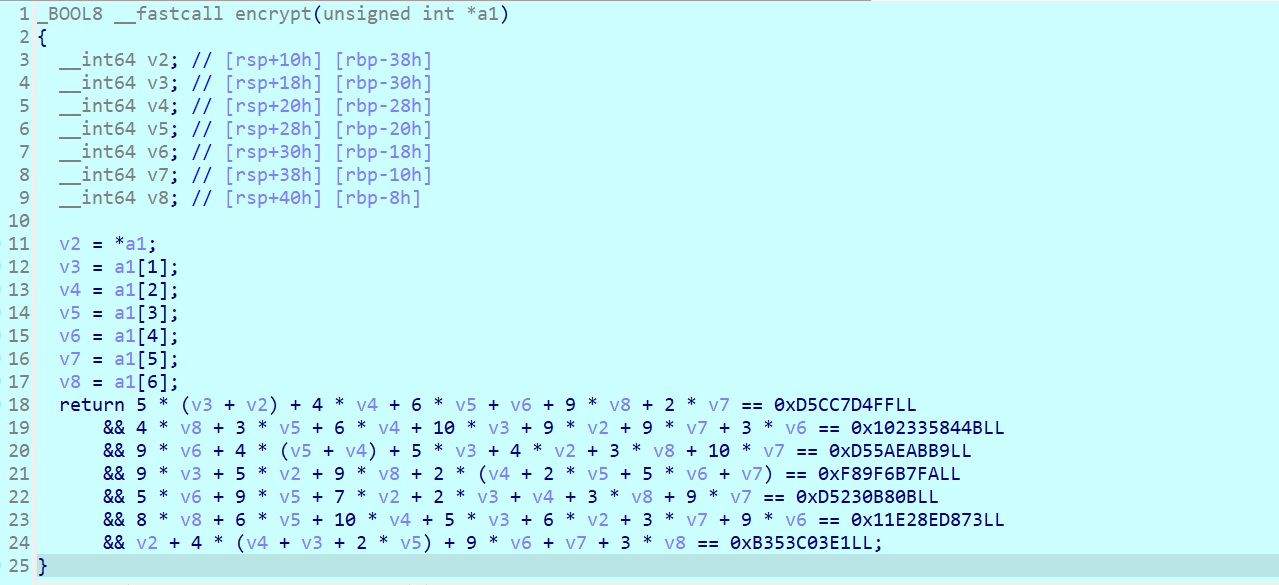 1 _BOOL8 __fastcall encrypt(unsigned int *a1)
2 {
3   __int64 v2; // [rsp+10h] [rbp-38h]
4   __int64 v3; // [rsp+18h] [rbp-30h]
5   __int64 v4; // [rsp+20h] [rbp-28h]
6   __int64 v5; // [rsp+28h] [rbp-20h]
7   __int64 v6; // [rsp+30h] [rbp-18h]
8   __int64 v7; // [rsp+38h] [rbp-10h]
9   __int64 v8; // [rsp+40h] [rbp-8h]
10
11   v2 = *a1;
12   v3 = a1[1];
13   v4 = a1[2];
14   v5 = a1[3];
15   v6 = a1[4];
16   v7 = a1[5];
17   v8 = a1[6];
18   return 5 * (v3 + v2) + 4 * v4 + 6 * v5 + v6 + 9 * v8 + 2 * v7 == 0xD5CC7D4FFLL
19       && 4 * v8 + 3 * v5 + 6 * v4 + 10 * v3 + 9 * v2 + 9 * v7 + 3 * v6 == 0x102335844BLL
20       && 9 * v6 + 4 * (v5 + v4) + 5 * v3 + 4 * v2 + 3 * v8 + 10 * v7 == 0xD55AEABB9LL
21       && 9 * v3 + 5 * v2 + 9 * v8 + 2 * (v4 + 2 * v5 + 5 * v6 + v7) == 0xF89F6B7FALL
22       && 5 * v6 + 9 * v5 + 7 * v2 + 2 * v3 + v4 + 3 * v8 + 9 * v7 == 0xD5230B80BLL
23       && 8 * v8 + 6 * v5 + 10 * v4 + 5 * v3 + 6 * v2 + 3 * v7 + 9 * v6 == 0x11E28ED873LL
24       && v2 + 4 * (v4 + v3 + 2 * v5) + 9 * v6 + v7 + 3 * v8 == 0xB353C03E1LL;
25 }